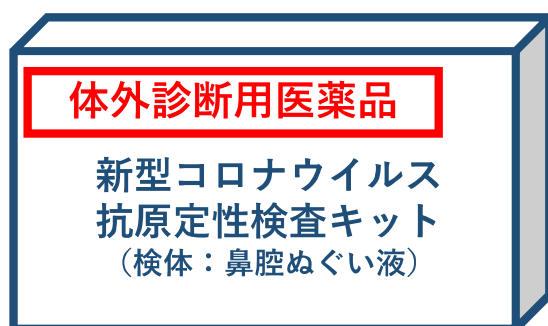 体外診断用医薬品
新型コロナウイルス
抗原定性検査キット
（検体：鼻腔ぬぐい液）